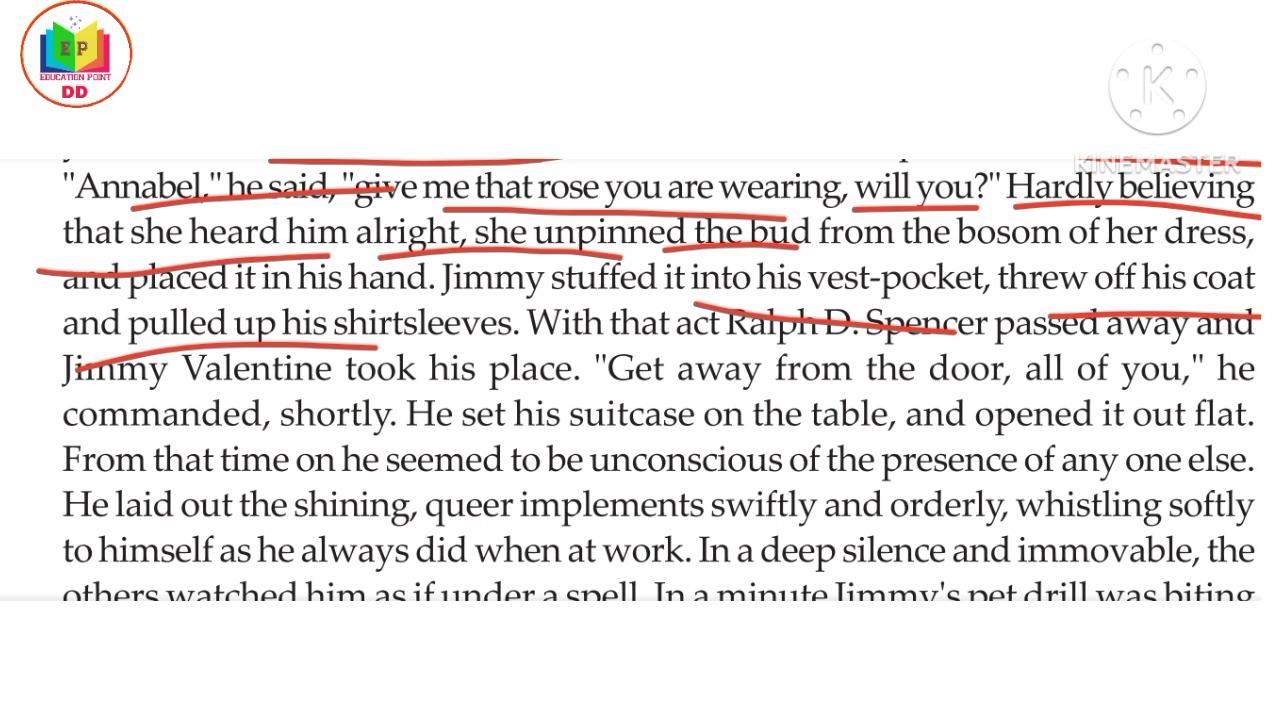 EP
EDUCATION POINT
DD
K
KINEMASTER
"Annabel," he said, "give me that rose you are wearing, will you?" Hardly believing
that she heard him alright, she unpinned the bud from the bosom of her dress,
and placed it in his hand. Jimmy stuffed it into his vest-pocket, threw off his coat
and pulled up his shirtsleeves. With that act Ralph D. Spencer passed away and
Jimmy Valentine took his place. "Get away from the door, all of you," he
commanded, shortly. He set his suitcase on the table, and opened it out flat.
From that time on he seemed to be unconscious of the presence of any one else.
He laid out the shining, queer implements swiftly and orderly, whistling softly
to himself as he always did when at work. In a deep silence and immovable, the
others watched him as if under a spell. In a minute Jimmy's pet drill was biting